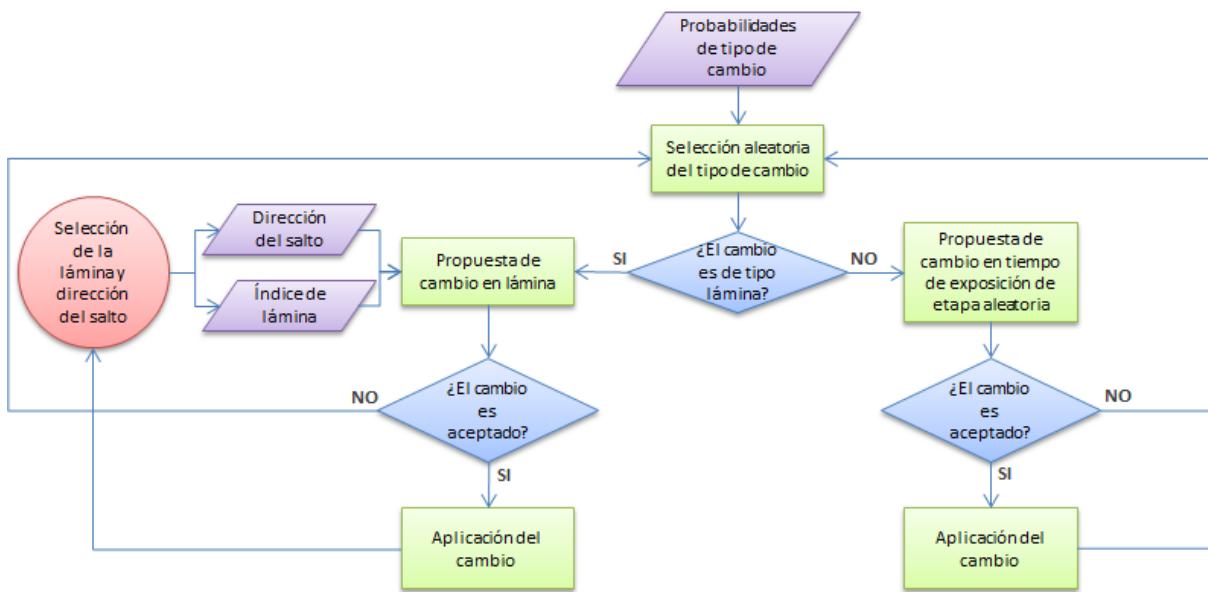 Probabilidades
de tipo de
cambio
Selección aleatoria
del tipo de cambio
Selección
de la
lámina y
dirección
del salto
Dirección
del salto
Índice de
lámina
Propuesta de
cambio en lámina
SI
¿El cambio
es de tipo
lámina?
NO
Propuesta de
cambio en tiempo
de exposición de
etapa aleatoria
NO
¿El cambio
es
aceptado?
SI
Aplicación del
cambio
¿El cambio
es
aceptado?
NO
SI
Aplicación del
cambio